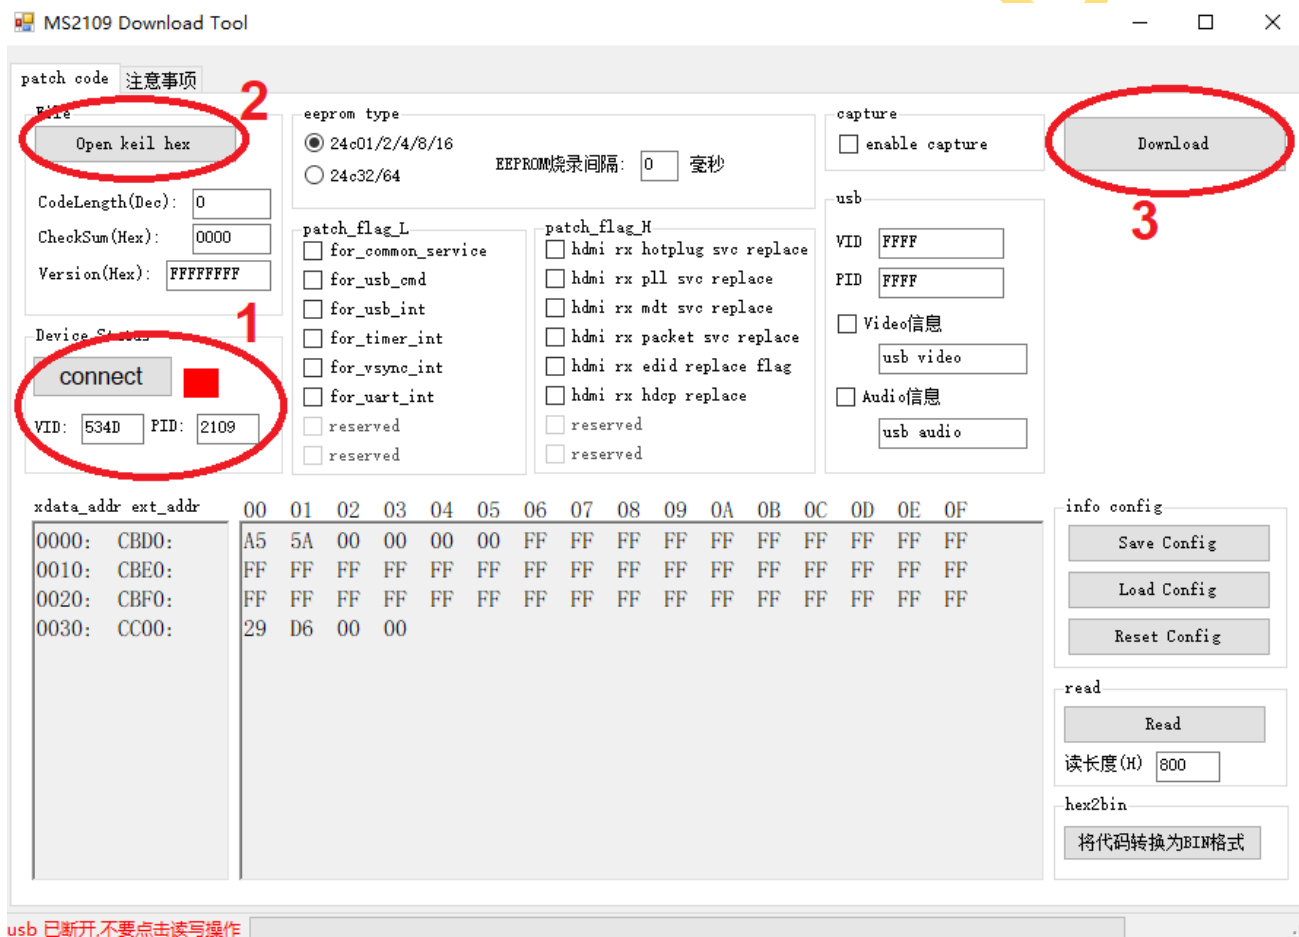 MS2109 Download Tool
patch code
注意事项
File
2
Open keil hex
CodeLength(Dec): 0
CheckSum(Hex): 0000
Version(Hex): FFFFFFFF
eeprom type
24c01/2/4/8/16
24c32/64
EEPROM烧录间隔: 0 毫秒
capture
enable capture
Download
3
Device Status
1
connect
VID: 534D PID: 2109
patch_flag_L
for_common_service
for_usb_cmd
for_usb_int
for_timer_int
for_vsync_int
for_uart_int
reserved
reserved
patch_flag_H
hdmi rx hotplug svc replace
hdmi rx pll svc replace
hdmi rx mdt svc replace
hdmi rx packet svc replace
hdmi rx edid replace flag
hdmi rx hdcp replace
reserved
reserved
usb
VID FFFF
PID FFFF
Video信息
usb video
Audio信息
usb audio
xdata_addr ext_addr 00 01 02 03 04 05 06 07 08 09 0A 0B 0C 0D 0E 0F
0000: CBD0: A5 5A 00 00 00 00 FF FF FF FF FF FF FF FF FF FF
0010: CBE0: FF FF FF FF FF FF FF FF FF FF FF FF FF FF FF FF
0020: CBF0: FF FF FF FF FF FF FF FF FF FF FF FF FF FF FF FF
0030: CC00: 29 D6 00 00
info config
Save Config
Load Config
Reset Config
read
Read
读长度(H) 800
hex2bin
将代码转换为BIN格式
usb 已断开,不要点击读写操作